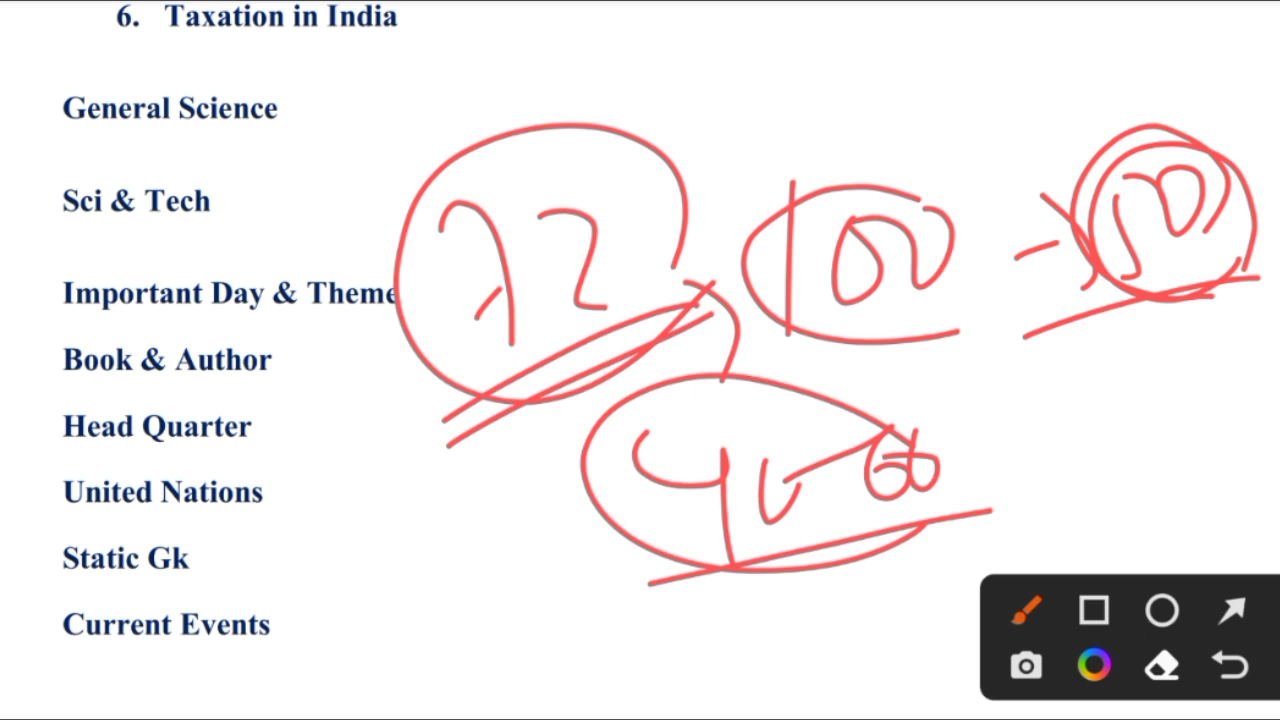 6. Taxation in India
General Science
Sci & Tech
Important Day & Theme
Book & Author
Head Quarter
United Nations
Static Gk
Current Events